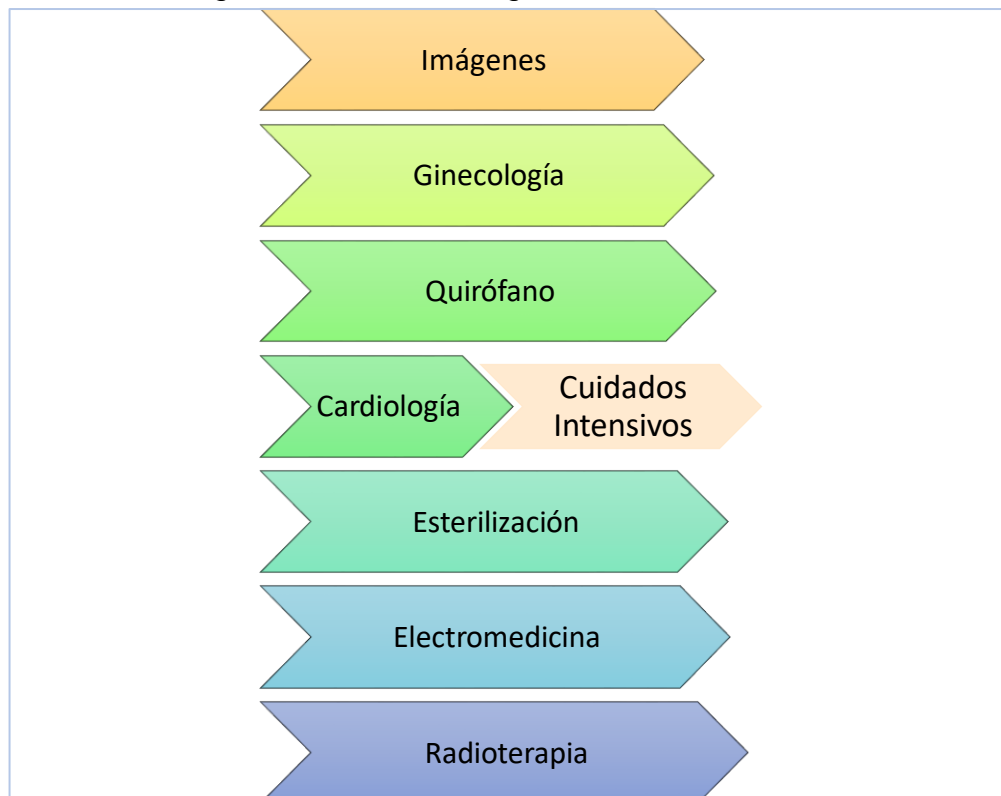 Imágenes
Ginecología
Quirófano
Cardiología
Cuidados
Intensivos
Esterilización
Electromedicina
Radioterapia